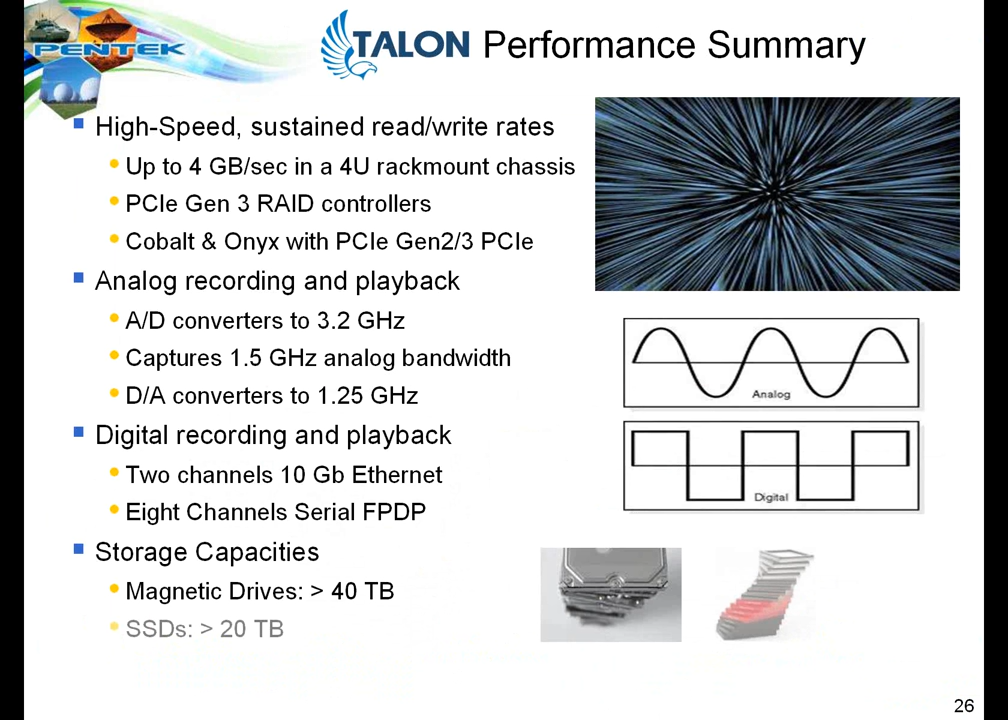 PENTEK
TALON Performance Summary
High-Speed, sustained read/write rates
Up to 4 GB/sec in a 4U rackmount chassis
PCIe Gen 3 RAID controllers
Cobalt & Onyx with PCIe Gen2/3 PCIe
Analog recording and playback
A/D converters to 3.2 GHz
Captures 1.5 GHz analog bandwidth
D/A converters to 1.25 GHz
Digital recording and playback
Two channels 10 Gb Ethernet
Eight Channels Serial FPDP
Storage Capacities
Magnetic Drives: > 40 TB
SSDs: > 20 TB
Analog
Digital
26